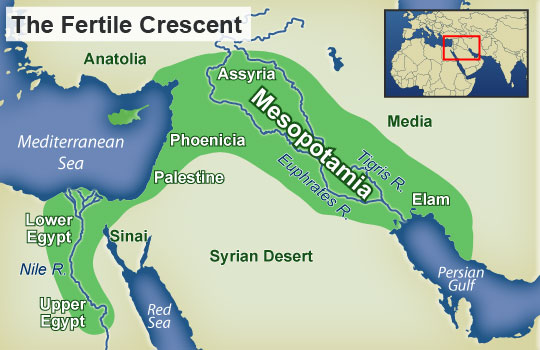 The Fertile Crescent
Anatolia
Assyria
Mesopotamia
Media
Mediterranean
Sea
Phoenicia
Tigris R.
Palestine
Euphrates R.
Elam
Lower
Egypt
Sinai
Syrian Desert
Nile R.
Persian
Gulf
Upper
Egypt
Red
Sea